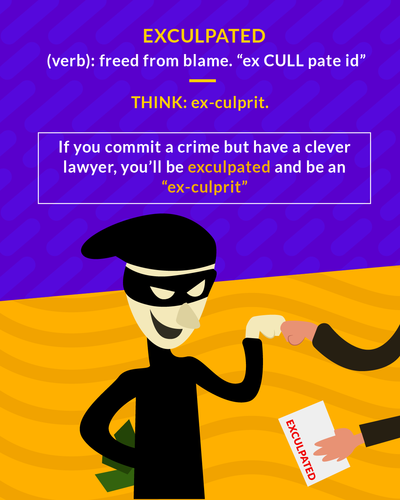 EXCULPATED
(verb): freed from blame. “ex CULL pate id”
THINK: ex-culprit.
If you commit a crime but have a clever
lawyer, you’ll be exculpated and be an
“ex-culprit”
EXCULPATED